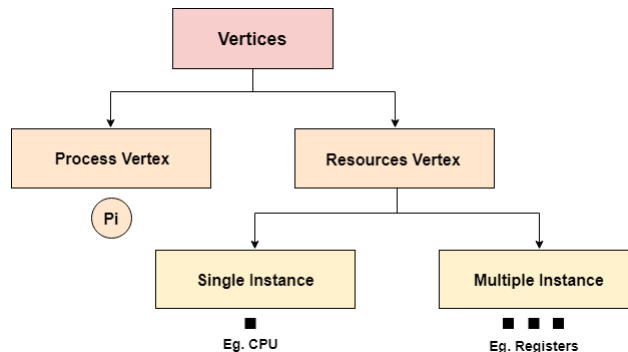 Vertices
Process Vertex
Resources Vertex
Pi
Single Instance
Multiple Instance
Eg. CPU
Eg. Registers